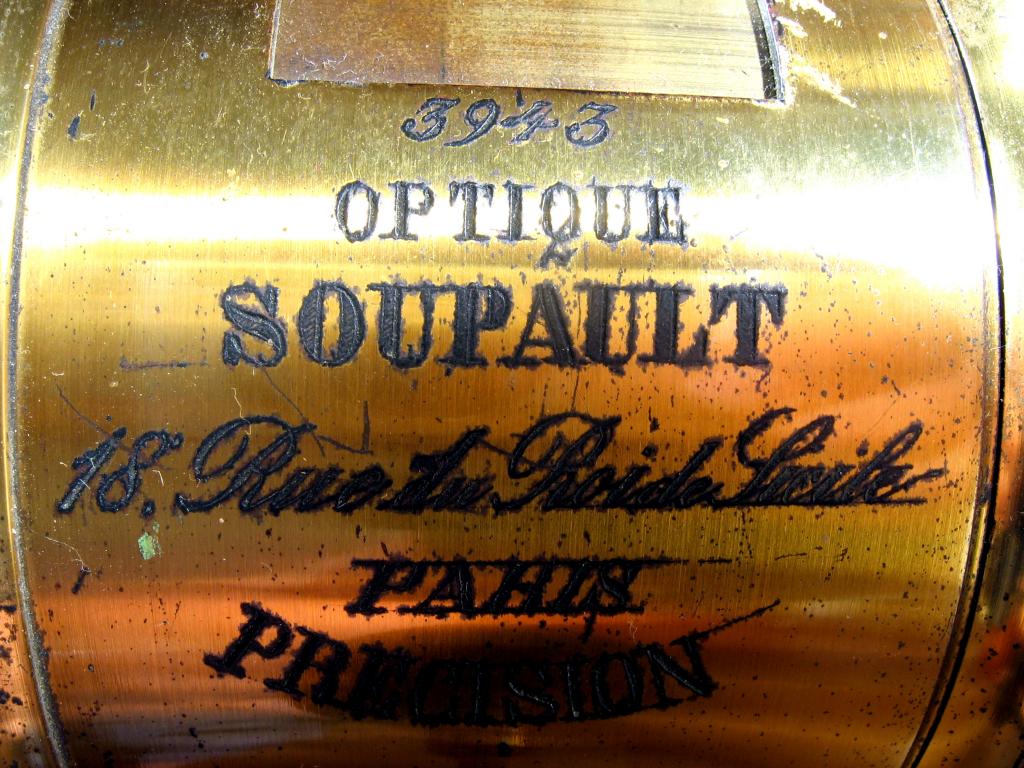 3943
OPTIQUE
SOUPAULT
18, Rue du Roi de Sicile
PARIS
PRECISION